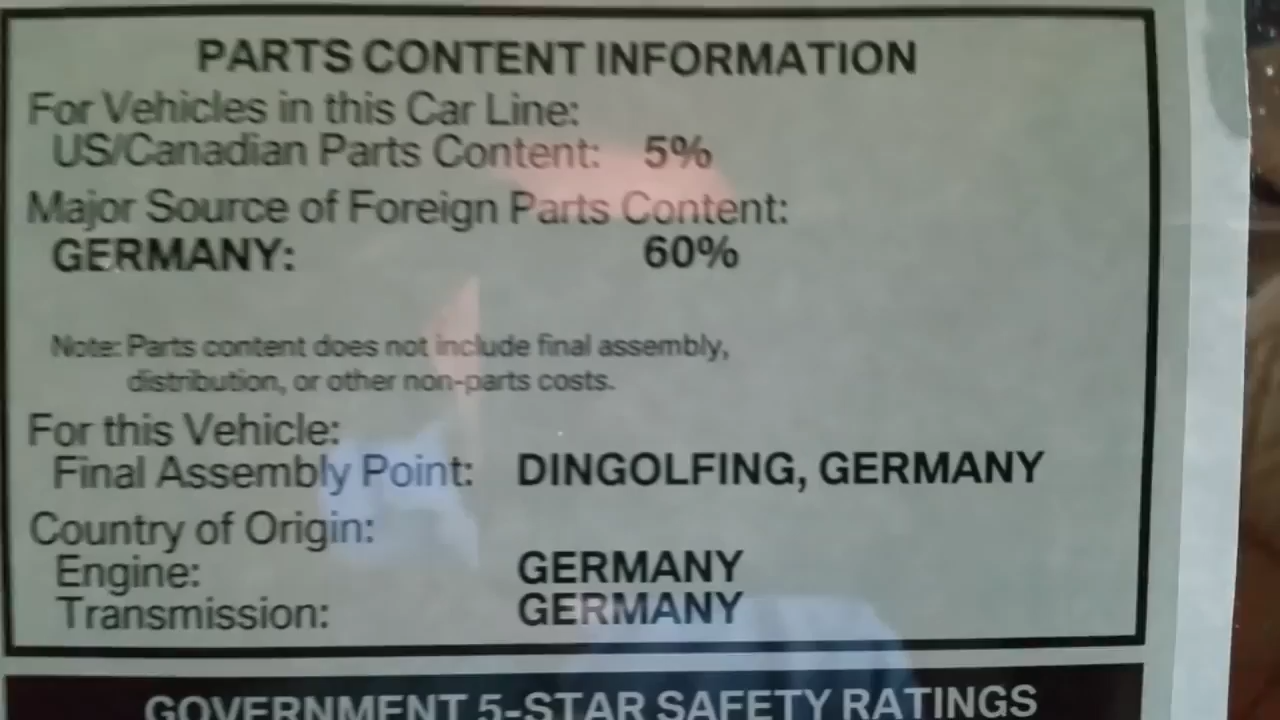 PARTS CONTENT INFORMATION
For Vehicles in this Car Line:
US/Canadian Parts Content: 5%
Major Source of Foreign Parts Content:
GERMANY: 60%
Note: Parts content does not include final assembly,
distribution, or other non-parts costs.
For this Vehicle:
Final Assembly Point: DINGOLFING, GERMANY
Country of Origin:
Engine: GERMANY
Transmission: GERMANY
GOVERNMENT 5-STAR SAFETY RATINGS